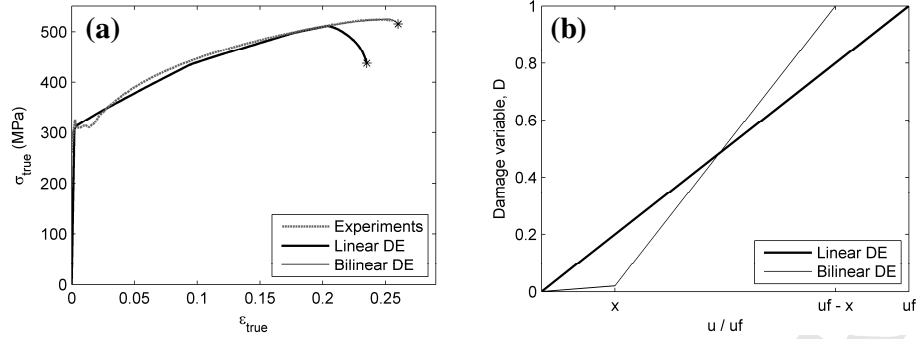 (a)
500
400
300
200
100
0
σtrue (MPa)
0 0.05 0.1 0.15 0.2 0.25
εtrue
Experiments
Linear DE
Bilinear DE
(b)
1
0.8
0.6
0.4
0.2
0
Damage variable, D
x uf - x uf
u / uf
Linear DE
Bilinear DE